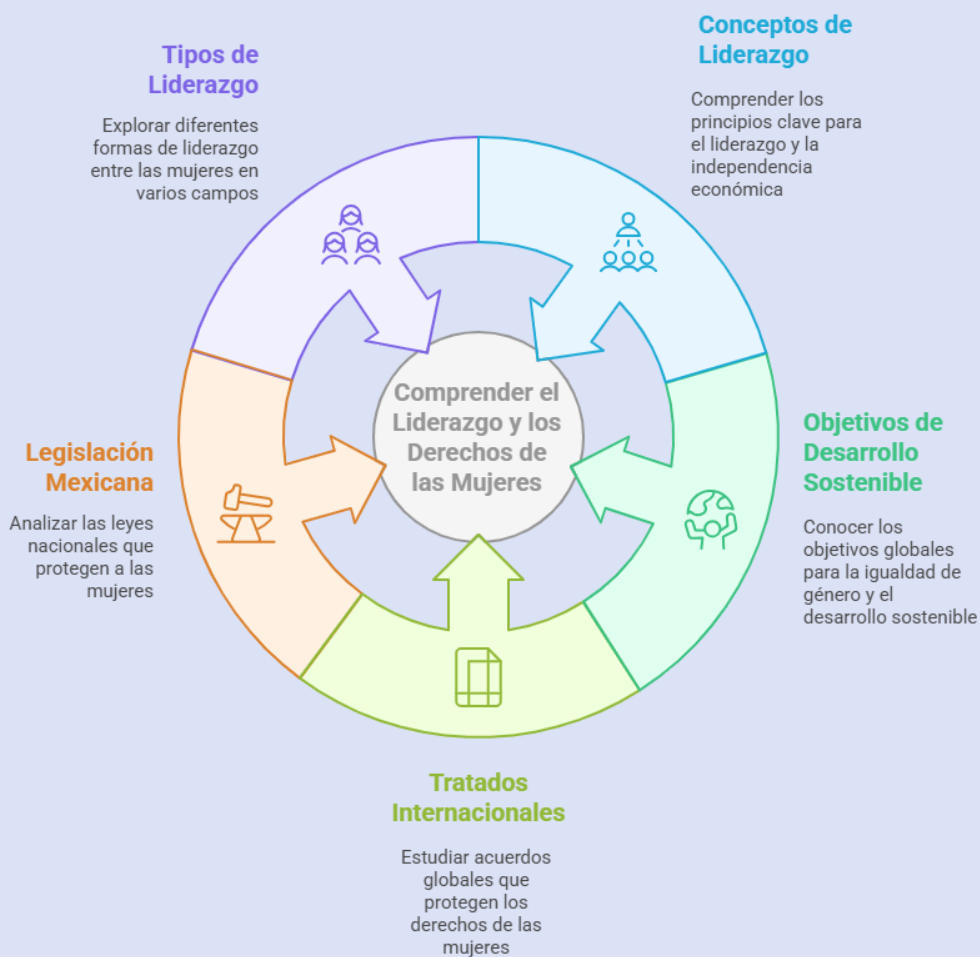 Tipos de
Liderazgo
Explorar diferentes
formas de liderazgo
entre las mujeres en
varios campos
Conceptos de
Liderazgo
Comprender los
principios clave para
el liderazgo y la
independencia
económica
Comprender el
Liderazgo y los
Derechos de
las Mujeres
Legislación
Mexicana
Analizar las leyes
nacionales que
protegen a las
mujeres
Objetivos de
Desarrollo
Sostenible
Conocer los
objetivos globales
para la igualdad de
género y el
desarrollo sostenible
Tratados
Internacionales
Estudiar acuerdos
globales que
protegen los
derechos de las
mujeres